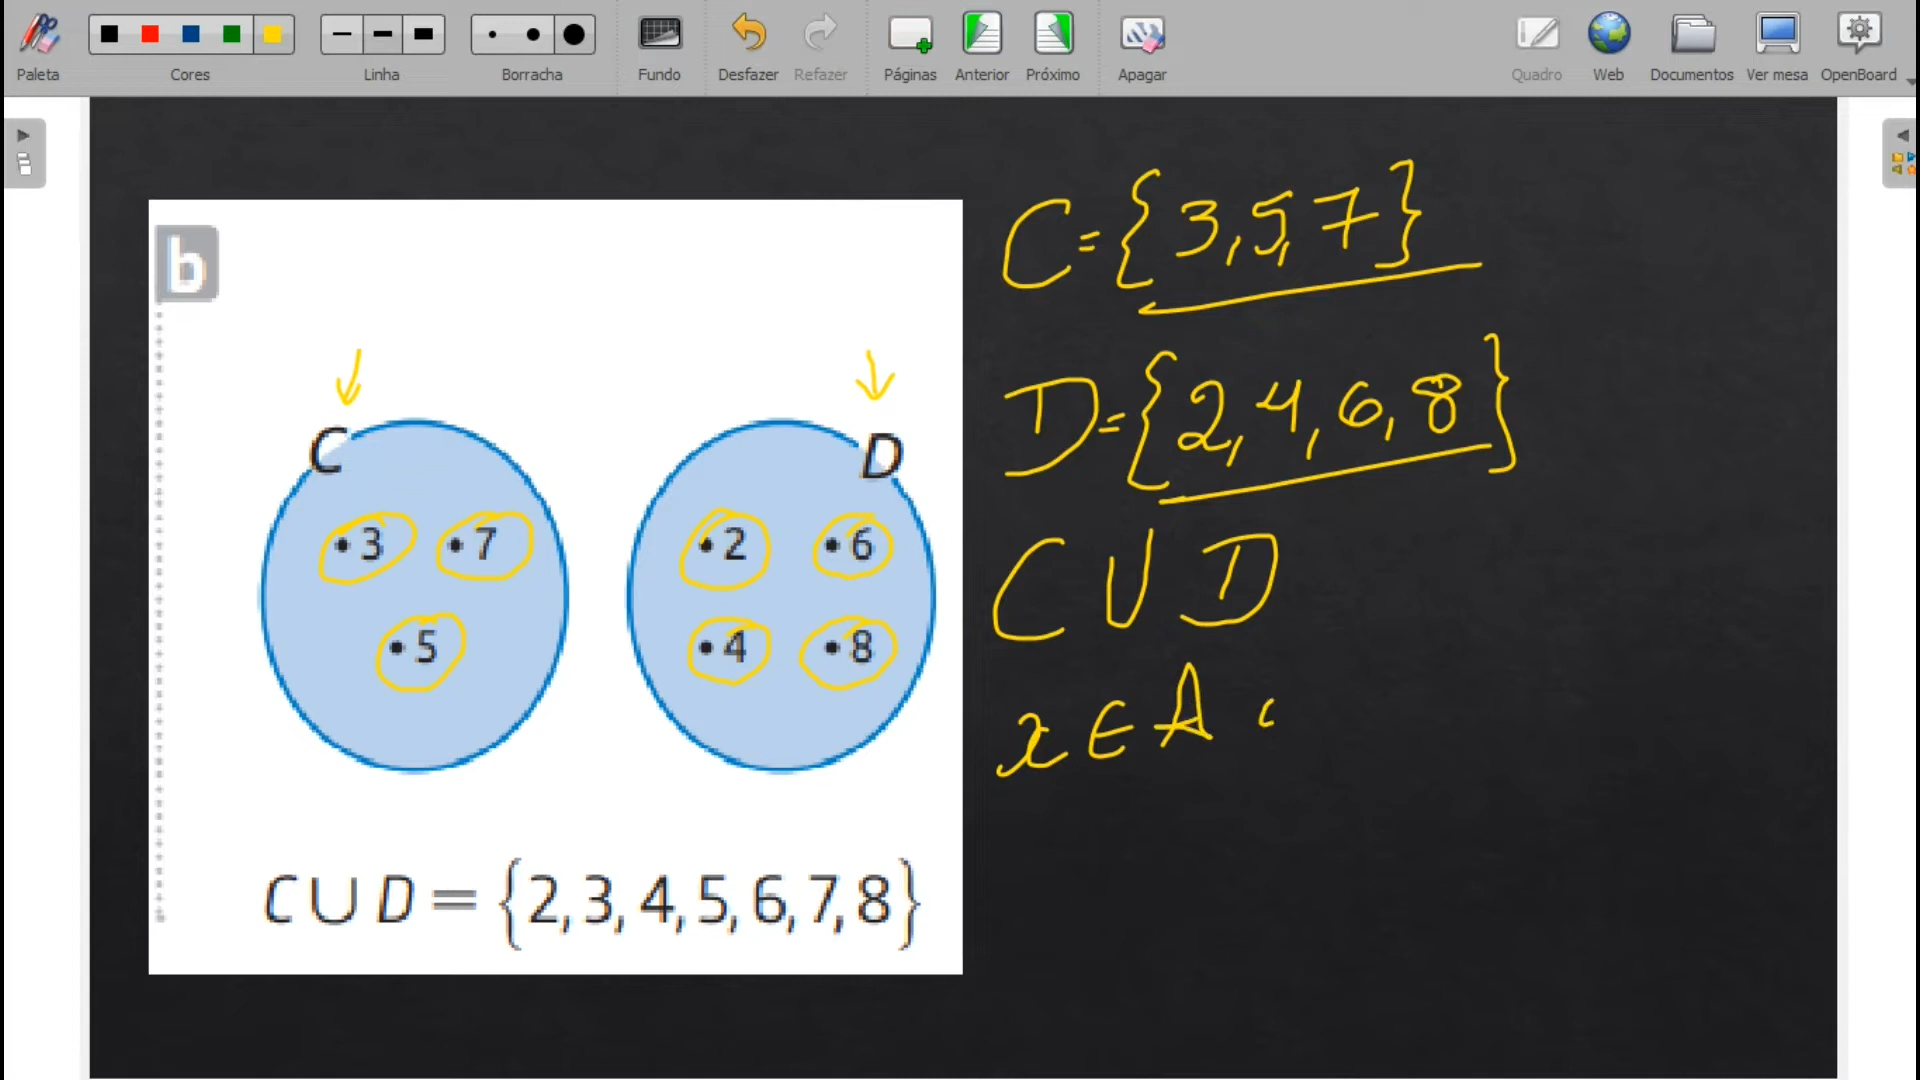 Paleta Cores Linha Borracha Fundo Desfazer Refazer Páginas Anterior Próximo Apagar Quadro Web Documentos Ver mesa OpenBoard
b
C D
3 7 2 6
5 4 8
C ∪ D = {2, 3, 4, 5, 6, 7, 8}
C = {3, 5, 7}
D = {2, 4, 6, 8}
C ∪ D
x ∈ A